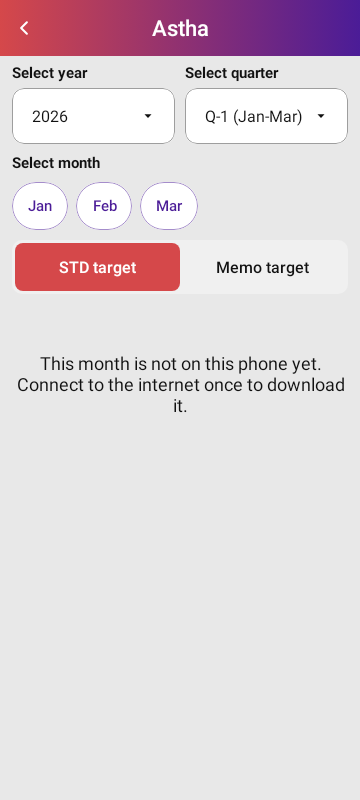 Astha
Select year
Select quarter
2026
Q-1 (Jan-Mar)
Select month
Jan
Feb
Mar
STD target
Memo target
This month is not on this phone yet.
Connect to the internet once to download
it.